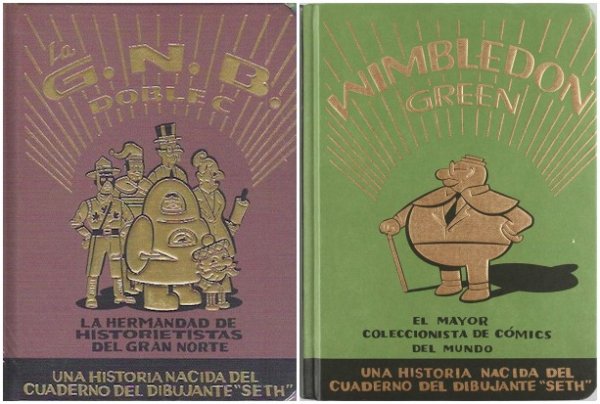 La
G.N.B.
DOBLE C
LA HERMANDAD DE
HISTORIETISTAS
DEL GRAN NORTE
UNA HISTORIA NACIDA DEL
CUADERNO DEL DIBUJANTE "SETH"
WIMBLEDON
GREEN
EL MAYOR
COLECCIONISTA DE CÓMICS
DEL MUNDO
UNA HISTORIA NACIDA DEL
CUADERNO DEL DIBUJANTE "SETH"